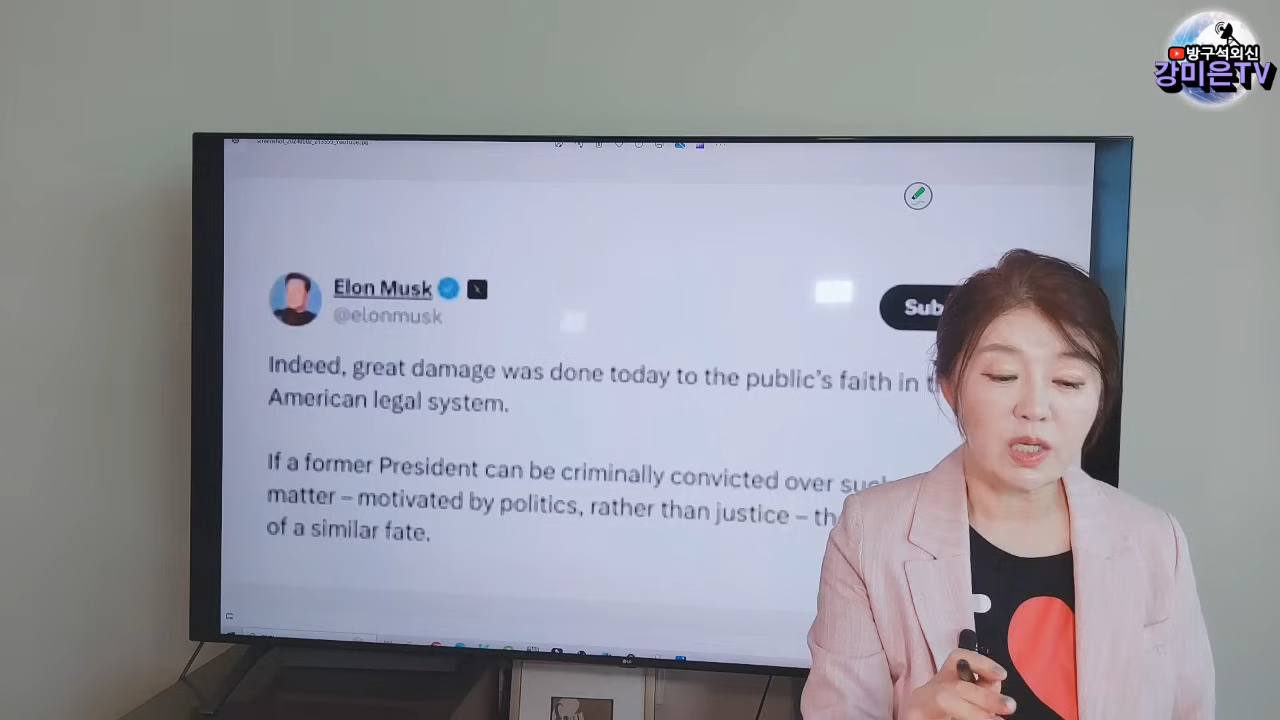 방구석외신
강미은TV
Elon Musk
@elonmusk
Sub
Indeed, great damage was done today to the public's faith in
American legal system.
If a former President can be criminally convicted over
matter – motivated by politics, rather than justice –
of a similar fate.
LG